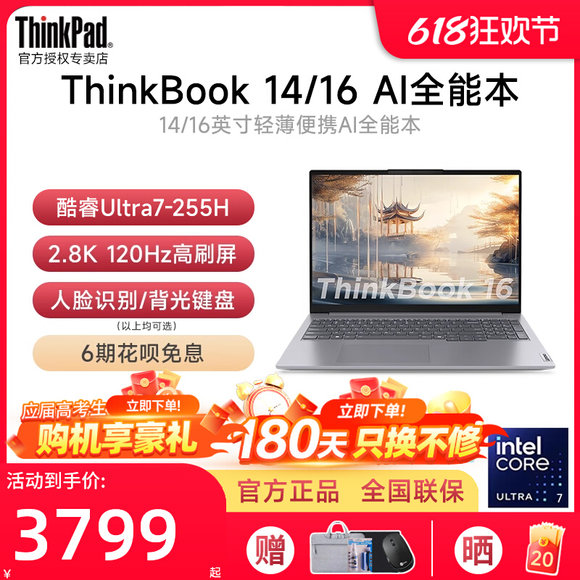 ThinkPad
官方授权专卖店
618狂欢节
ThinkBook 14/16 AI全能本
14/16英寸轻薄便携AI全能本
酷睿Ultra7-255H
2.8K 120Hz高刷屏
人脸识别/背光键盘
(以上均可选)
6期花呗免息
ThinkBook 16
应届高考生
立即下单!
购机享豪礼
立即下单!
180天只换不修
intel
CORE
ULTRA 7
活动到手价:
¥3799起
官方正品 全国联保
赠
晒
20